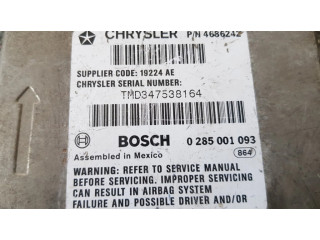 CHRYSLER P/N 4686242
SUPPLIER CODE: 19224 AE
CHRYSLER SERIAL NUMBER:
TMD347538164
BOSCH 0 285 001 093
Assembled in Mexico 864
WARNING: REFER TO SERVICE MANUAL
BEFORE SERVICING. IMPROPER SERVICING
CAN RESULT IN AIRBAG SYSTEM
FAILURE AND POSSIBLE DRIVER AND/OR